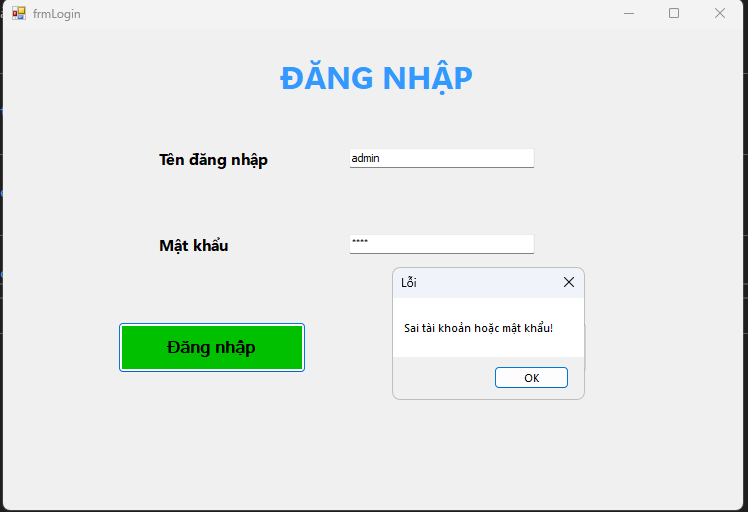 frmLogin
ĐĂNG NHẬP
Tên đăng nhập
admin
Mật khẩu
****
Lỗi
Sai tài khoản hoặc mật khẩu!
OK
Đăng nhập